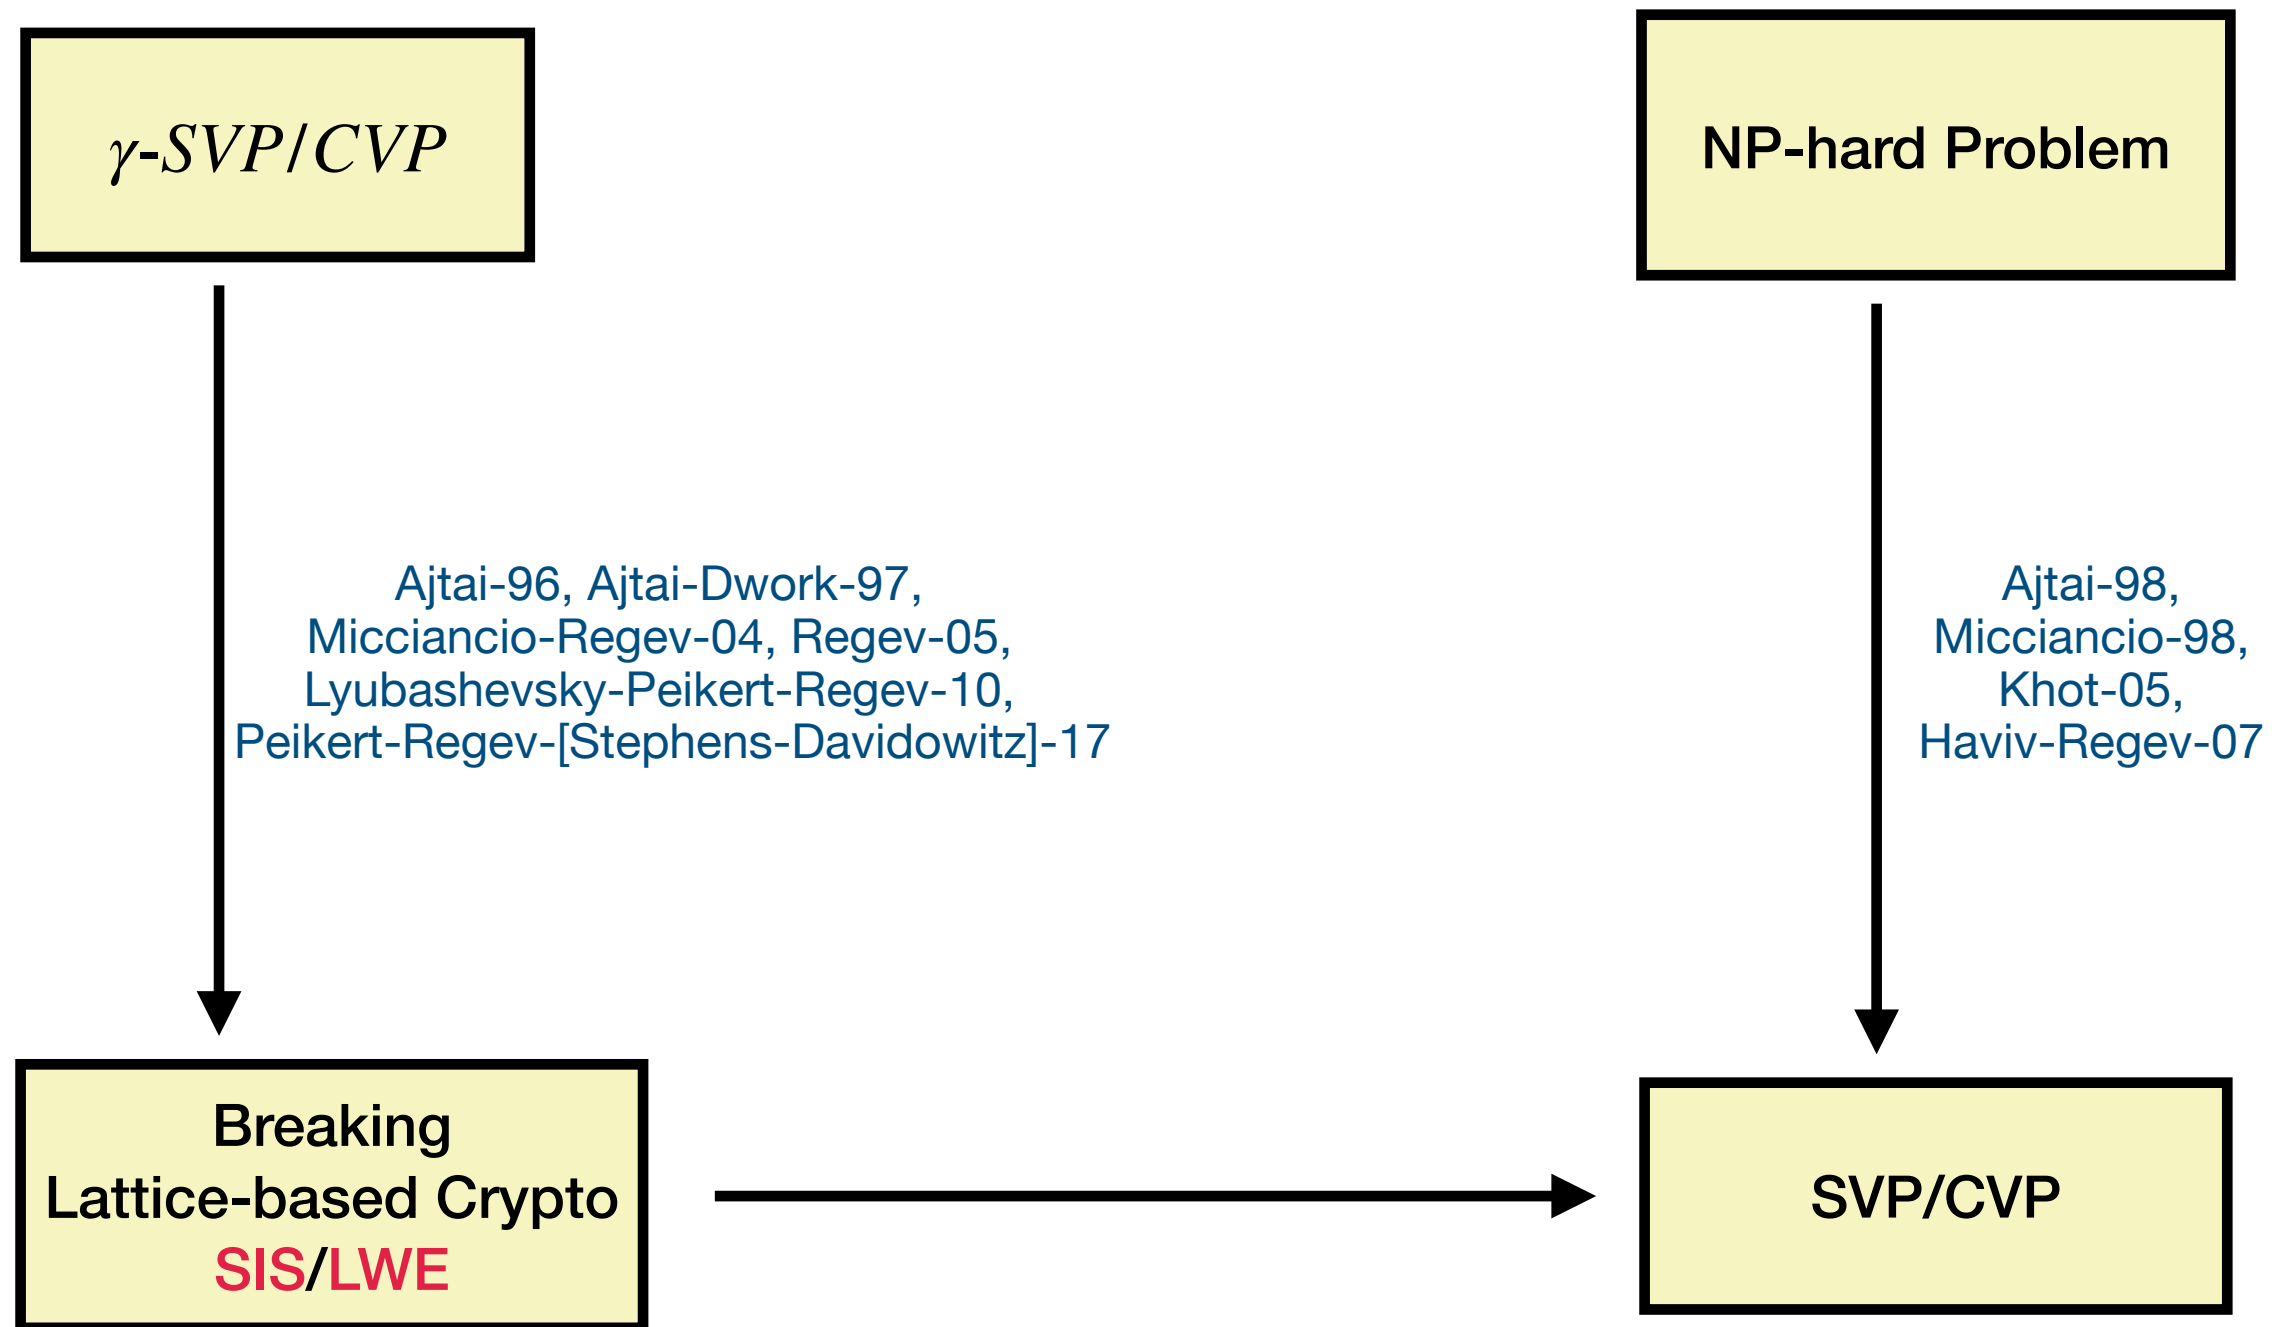 γ-SVP/CVP
NP-hard Problem
Ajtai-96, Ajtai-Dwork-97,
Micciancio-Regev-04, Regev-05,
Lyubashevsky-Peikert-Regev-10,
Peikert-Regev-[Stephens-Davidowitz]-17
Ajtai-98,
Micciancio-98,
Khot-05,
Haviv-Regev-07
Breaking
Lattice-based Crypto
SIS/LWE
SVP/CVP